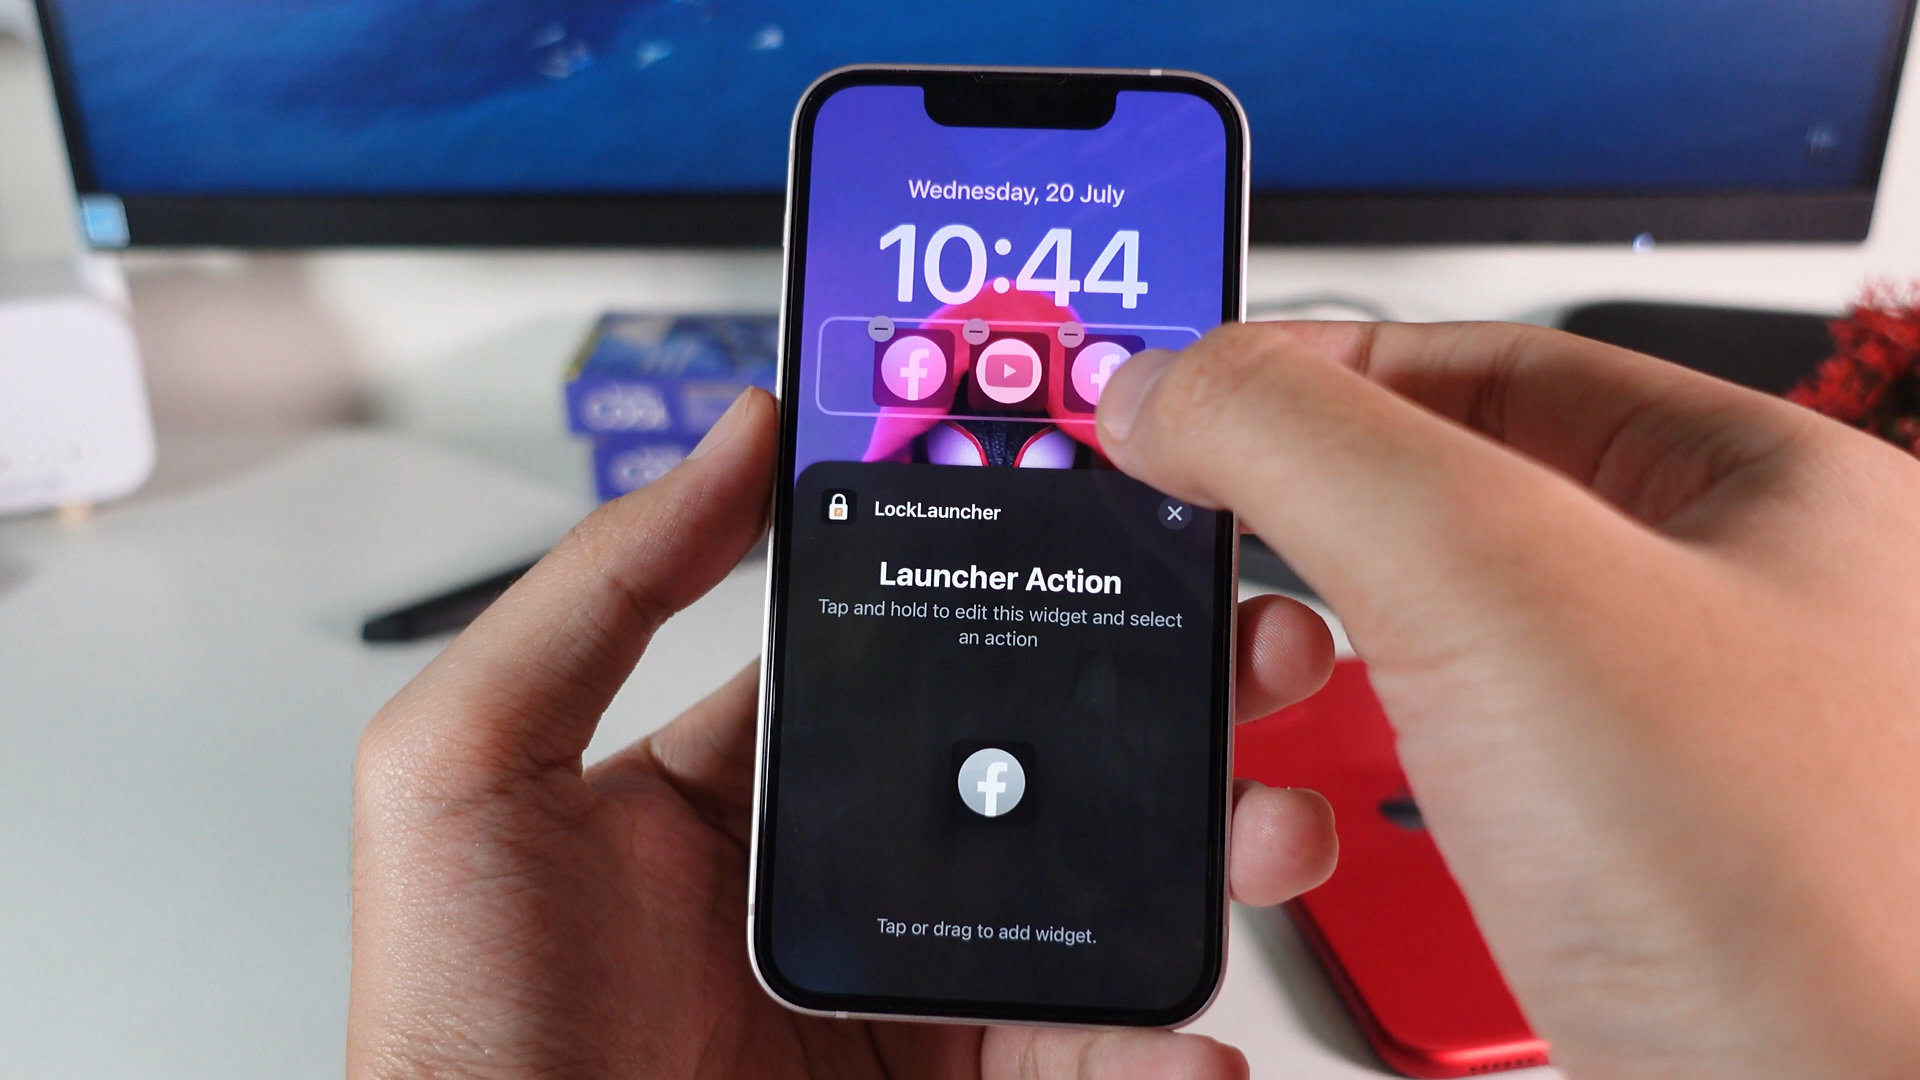 Wednesday, 20 July
10:44
LockLauncher
Launcher Action
Tap and hold to edit this widget and select
an action
Tap or drag to add widget.